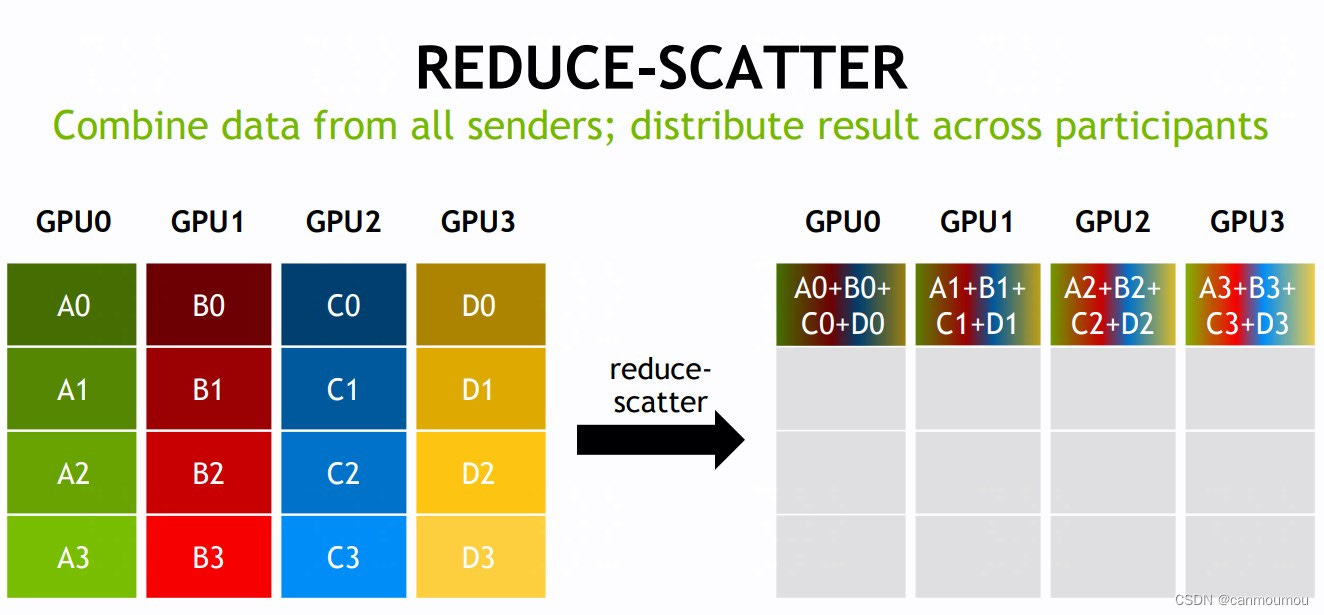 REDUCE-SCATTER
Combine data from all senders; distribute result across participants
GPU0 GPU1 GPU2 GPU3
A0 B0 C0 D0
A1 B1 C1 D1
A2 B2 C2 D2
A3 B3 C3 D3
reduce-
scatter
GPU0 GPU1 GPU2 GPU3
A0+B0+ A1+B1+ A2+B2+ A3+B3+
C0+D0 C1+D1 C2+D2 C3+D3
CSDN @canmoumou